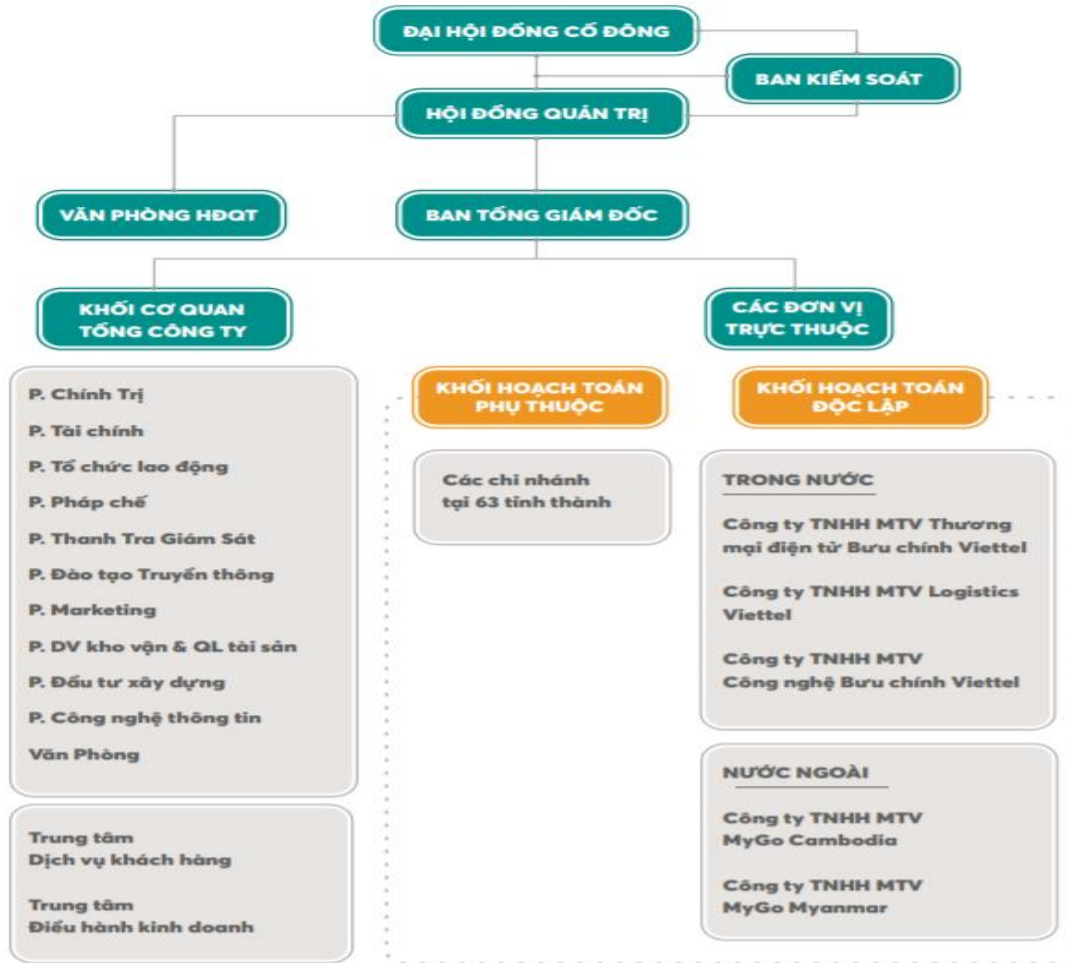 ĐẠI HỘI ĐỒNG CỔ ĐÔNG
BAN KIỂM SOÁT
HỘI ĐỒNG QUẢN TRỊ
VĂN PHÒNG HĐQT
BAN TỔNG GIÁM ĐỐC
KHỐI CƠ QUAN
TỔNG CÔNG TY
P. Chính Trị
P. Tài chính
P. Tổ chức lao động
P. Pháp chế
P. Thanh Tra Giám Sát
P. Đào tạo Truyền thông
P. Marketing
P. DV kho vận & QL tài sản
P. Đầu tư xây dựng
P. Công nghệ thông tin
Văn Phòng
Trung tâm
Dịch vụ khách hàng
Trung tâm
Điều hành kinh doanh
CÁC ĐƠN VỊ
TRỰC THUỘC
KHỐI HOẠCH TOÁN
PHỤ THUỘC
Các chi nhánh
tại 63 tỉnh thành
KHỐI HOẠCH TOÁN
ĐỘC LẬP
TRONG NƯỚC
Công ty TNHH MTV Thương
mại điện tử Bưu chính Viettel
Công ty TNHH MTV Logistics
Viettel
Công ty TNHH MTV
Công nghệ Bưu chính Viettel
NƯỚC NGOÀI
Công ty TNHH MTV
MyGo Cambodia
Công ty TNHH MTV
MyGo Myanmar